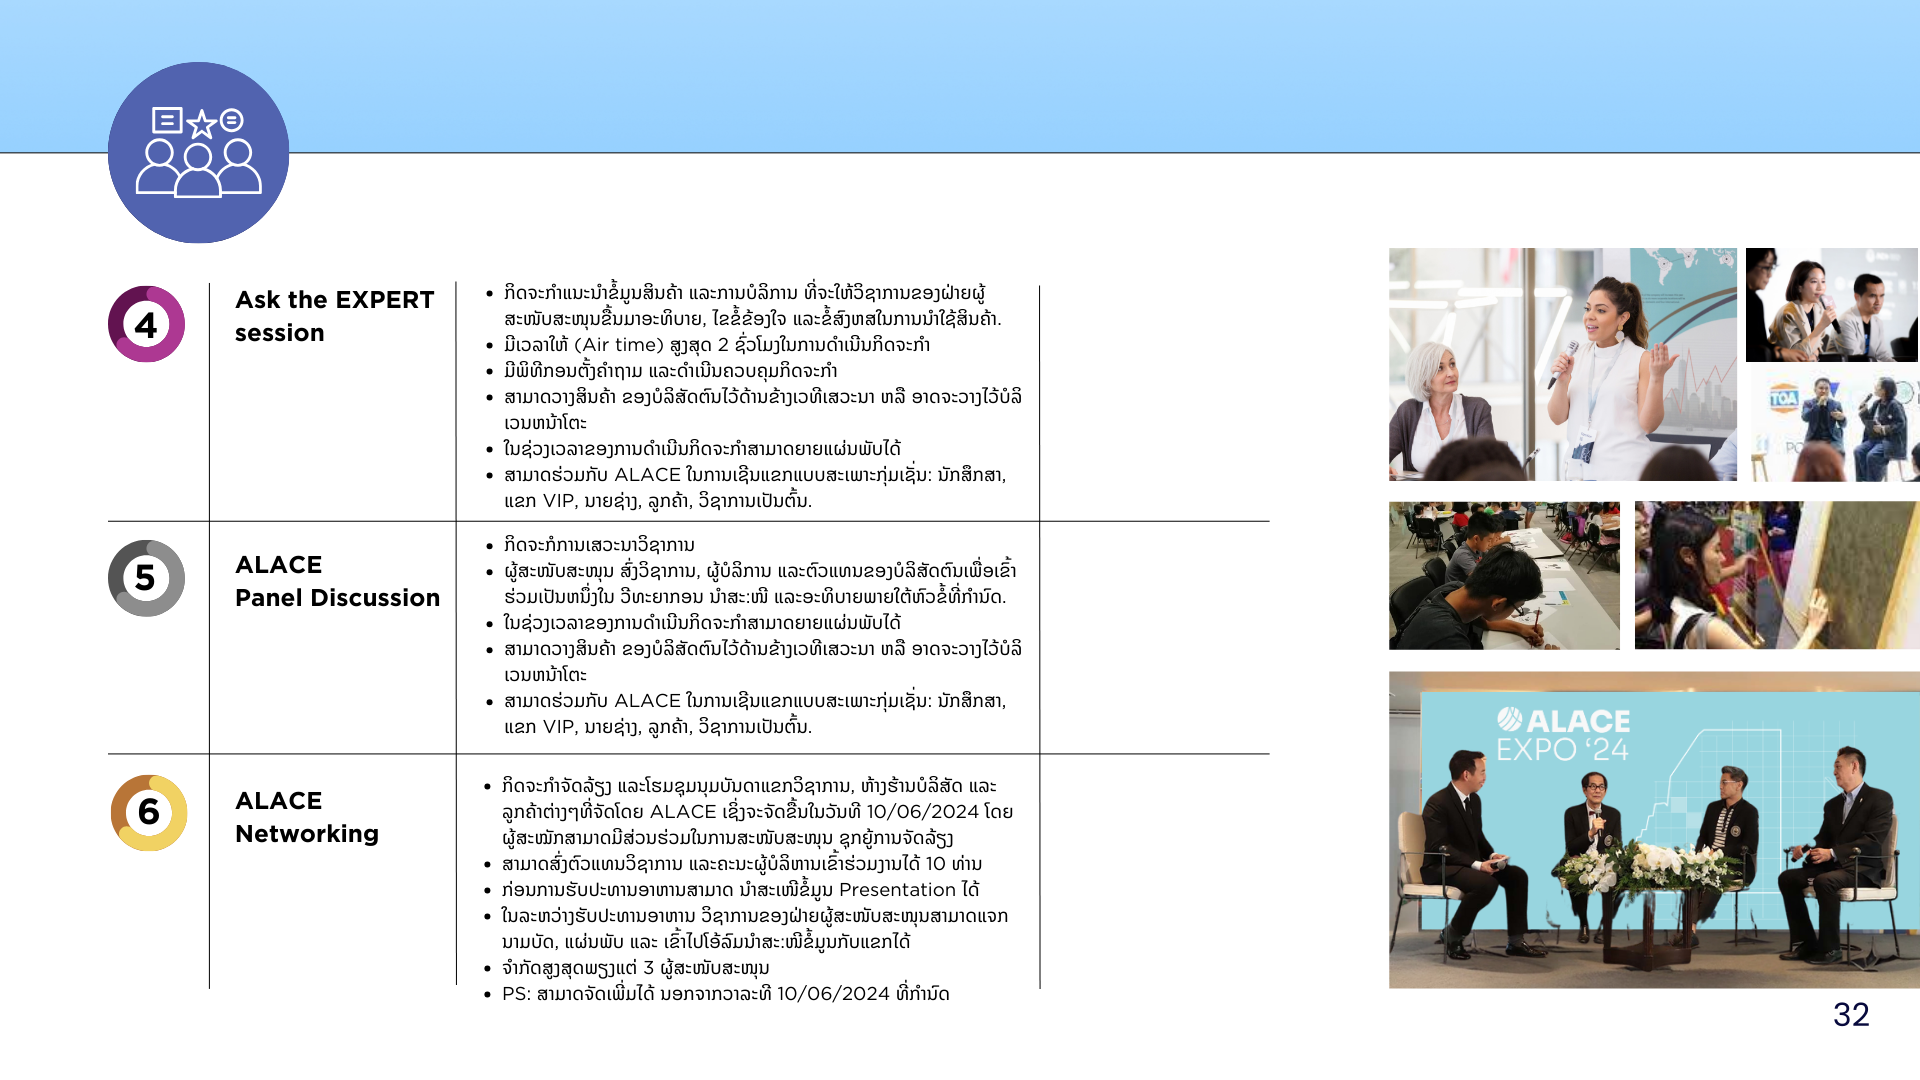 4
Ask the EXPERT
session
ກິດຈະກຳແນະນຳຂໍ້ມູນສິນຄ້າ ແລະການບໍລິການ ທີ່ຈະໃຫ້ວິຊາການຂອງຝ່າຍຜູ້
ສະໜັບສະໜຸນຂື້ນມາອະທິບາຍ, ໄຂຂໍ້ຂ້ອງໃຈ ແລະຂໍ້ສົງຫສໃນການນຳໃຊ້ສິນຄ້າ.
ມີເວລາໃຫ້ (Air time) ສູງສຸດ 2 ຊົ່ວໂມງໃນການດຳເນີນກິດຈະກຳ
ມີພິທີກອນຕັ້ງຄຳຖາມ ແລະດຳເນີນຄວບຄຸມກິດຈະກຳ
ສາມາດວາງສິນຄ້າ ຂອງບໍລິສັດຕົນໄວ້ດ້ານຂ້າງເວທີເສວະນາ ຫລື ອາດຈະວາງໄວ້ບໍລິ
ເວນຫນ້າໂຕະ
ໃນຊ່ວງເວລາຂອງການດຳເນີນກິດຈະກຳສາມາດຍາຍແຜ່ນພັບໄດ້
ສາມາດຮ່ວມກັບ ALACE ໃນການເຊີນແຂກແບບສະເພາະກຸ່ມເຊັ່ນ: ນັກສຶກສາ,
ແຂກ VIP, ນາຍຊ່າງ, ລູກຄ້າ, ວິຊາການເປັນຕົ້ນ.
5
ALACE
Panel Discussion
ກິດຈະກໍການເສວະນາວິຊາການ
ຜູ້ສະໜັບສະໜຸນ ສົ່ງວິຊາການ, ຜູ້ບໍລິການ ແລະຕົວແທນຂອງບໍລິສັດຕົນເພື່ອເຂົ້າ
ຮ່ວມເປັນຫນຶ່ງໃນ ວິທະຍາກອນ ນຳສະ:ໜີ ແລະອະທິບາຍພາຍໃຕ້ຫົວຂໍ້ທີ່ກຳນົດ.
ໃນຊ່ວງເວລາຂອງການດຳເນີນກິດຈະກຳສາມາດຍາຍແຜ່ນພັບໄດ້
ສາມາດວາງສິນຄ້າ ຂອງບໍລິສັດຕົນໄວ້ດ້ານຂ້າງເວທີເສວະນາ ຫລື ອາດຈະວາງໄວ້ບໍລິ
ເວນຫນ້າໂຕະ
ສາມາດຮ່ວມກັບ ALACE ໃນການເຊີນແຂກແບບສະເພາະກຸ່ມເຊັ່ນ: ນັກສຶກສາ,
ແຂກ VIP, ນາຍຊ່າງ, ລູກຄ້າ, ວິຊາການເປັນຕົ້ນ.
6
ALACE
Networking
ກິດຈະກຳຈັດລ້ຽງ ແລະໂຮມຊຸມນຸມບັນດາແຂກວິຊາການ, ຫ້າງຮ້ານບໍລິສັດ ແລະ
ລູກຄ້າຕ່າງໆທີ່ຈັດໂດຍ ALACE ເຊິ່ງຈະຈັດຂື້ນໃນວັນທີ 10/06/2024 ໂດຍ
ຜູ້ສະໝັກສາມາດມີສ່ວນຮ່ວມໃນການສະໜັບສະໜຸນ ຊຸກຍູ້ການຈັດລ້ຽງ
ສາມາດສົ່ງຕົວແທນວິຊາການ ແລະຄະນະຜູ້ບໍລິຫານເຂົ້າຮ່ວມງານໄດ້ 10 ທ່ານ
ກ່ອນການຮັບປະທານອາຫານສາມາດ ນຳສະເໜີຂໍ້ມູນ Presentation ໄດ້
ໃນລະຫວ່າງຮັບປະທານອາຫານ ວິຊາການຂອງຝ່າຍຜູ້ສະໜັບສະໜຸນສາມາດແຈກ
ນາມບັດ, ແຜ່ນພັບ ແລະ ເຂົ້າໄປໂອ້ລົມນຳສະ:ໜີຂໍ້ມູນກັບແຂກໄດ້
ຈຳກັດສູງສຸດພຽງແຕ່ 3 ຜູ້ສະໜັບສະໜຸນ
PS: ສາມາດຈັດເພີ່ມໄດ້ ນອກຈາກວາລະທີ 10/06/2024 ທີ່ກຳນົດ
TOA
ALACE
EXPO ‘24
32